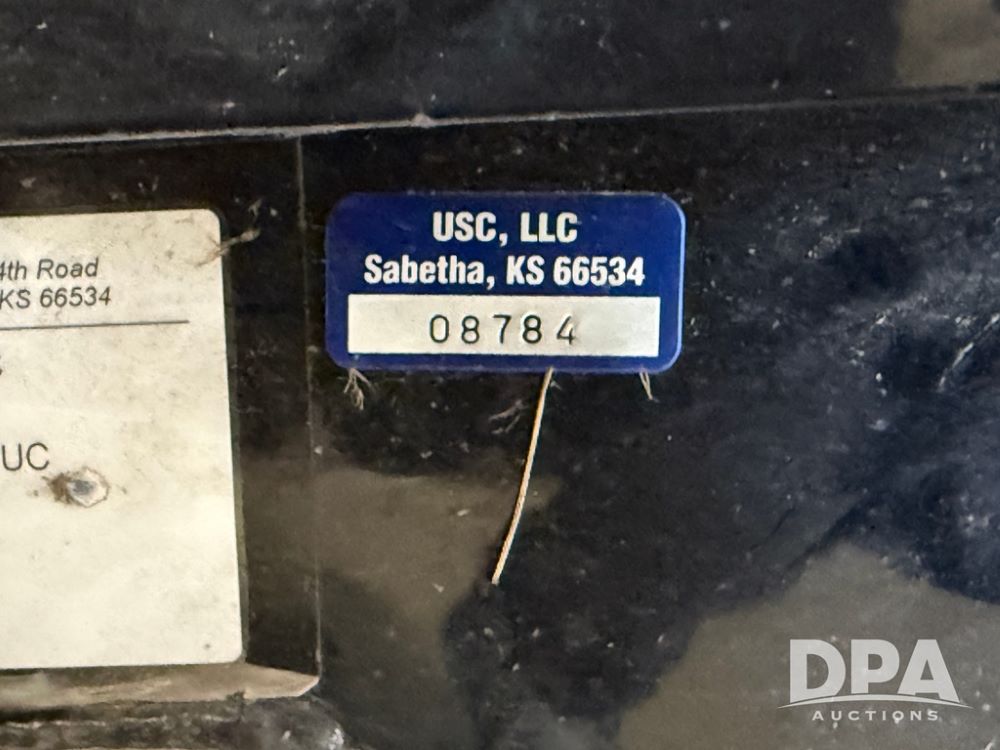 4th Road
KS 66534
UC
USC, LLC
Sabetha, KS 66534
08784
DPA
AUCTIONS